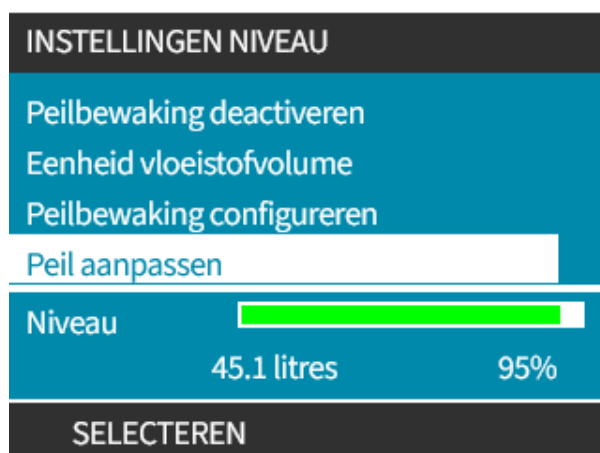 INSTELLINGEN NIVEAU
Peilbewaking deactiveren
Eenheid vloeistofvolume
Peilbewaking configureren
Peil aanpassen
Niveau
45.1 litres 95%
SELECTEREN